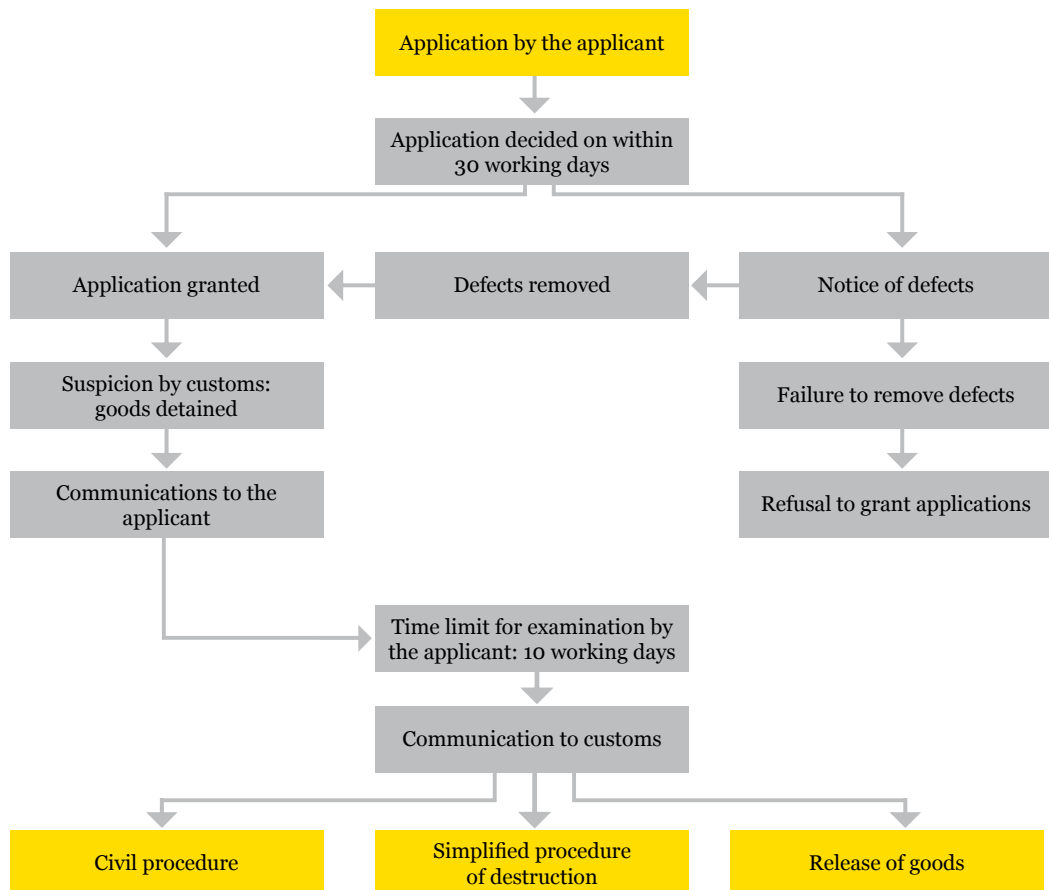 Application by the applicant
Application decided on within
30 working days
Application granted
Defects removed
Notice of defects
Suspicion by customs:
goods detained
Failure to remove defects
Communications to the
applicant
Refusal to grant applications
Time limit for examination by
the applicant: 10 working days
Communication to customs
Civil procedure
Simplified procedure
of destruction
Release of goods